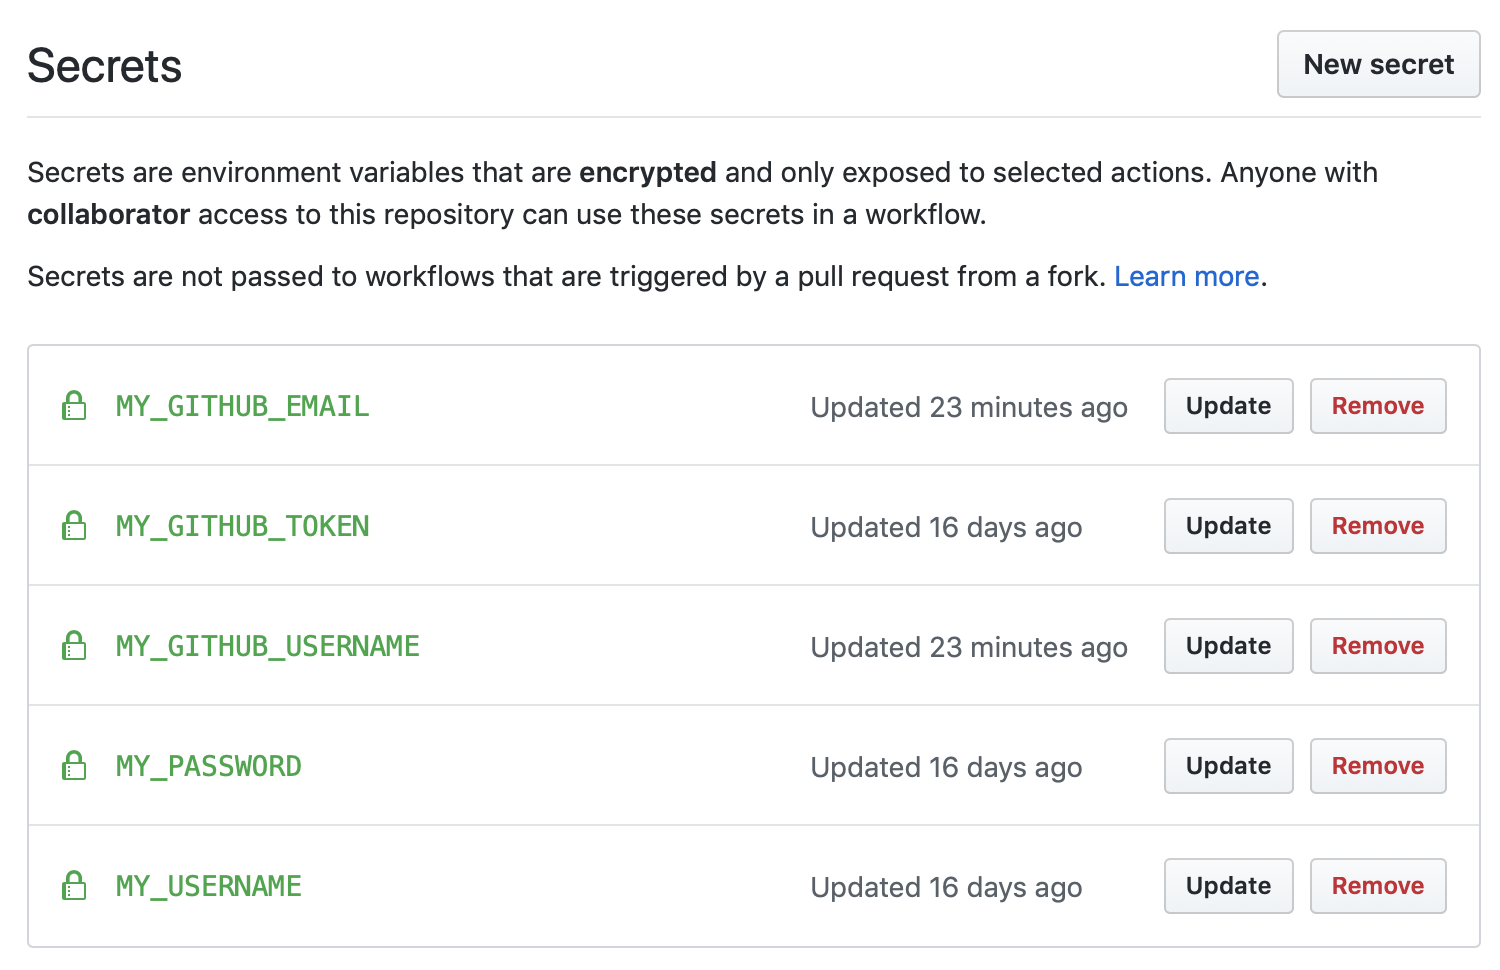 Secrets
New secret
Secrets are environment variables that are encrypted and only exposed to selected actions. Anyone with
collaborator access to this repository can use these secrets in a workflow.
Secrets are not passed to workflows that are triggered by a pull request from a fork. Learn more.
MY_GITHUB_EMAIL Updated 23 minutes ago Update Remove
MY_GITHUB_TOKEN Updated 16 days ago Update Remove
MY_GITHUB_USERNAME Updated 23 minutes ago Update Remove
MY_PASSWORD Updated 16 days ago Update Remove
MY_USERNAME Updated 16 days ago Update Remove